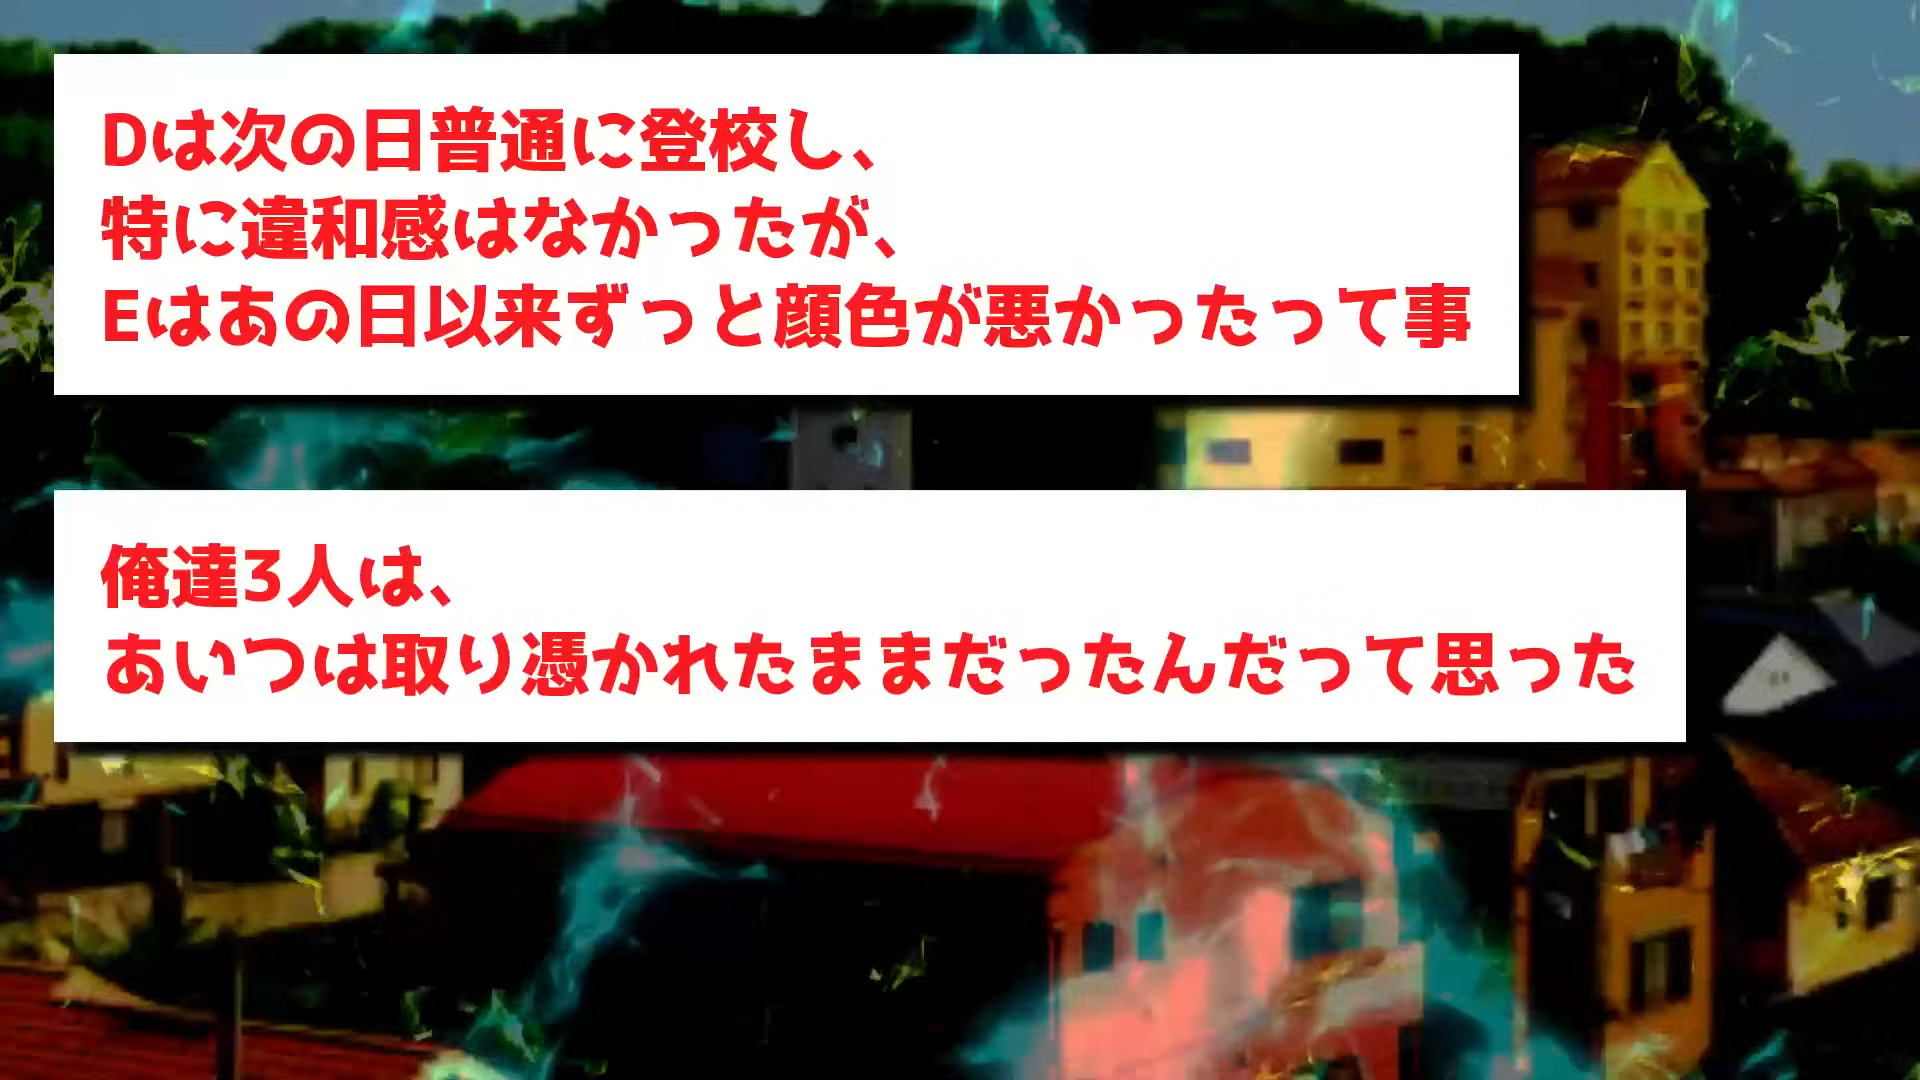 Dは次の日普通に登校し、
特に違和感はなかったが、
Eはあの日以来ずっと顔色が悪かったって事
俺達3人は、
あいつは取り憑かれたままだったんだって思った